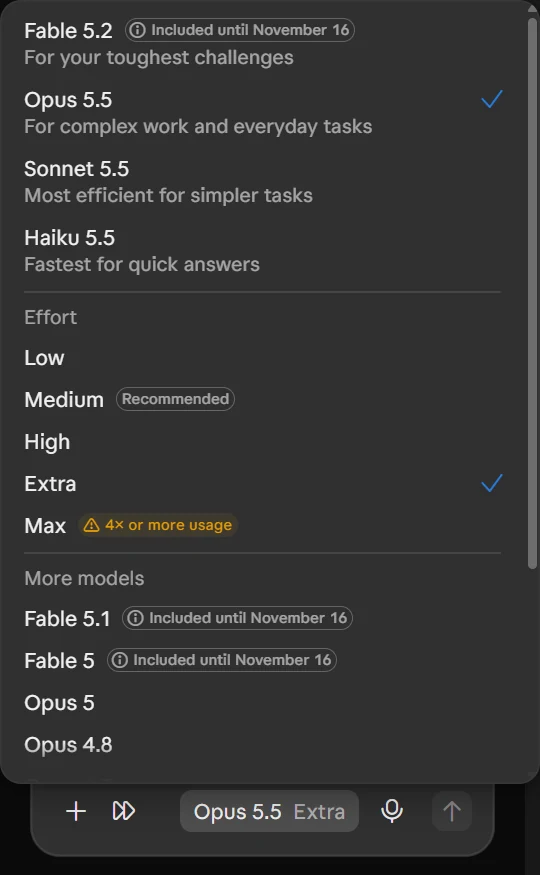 Fable 5.2 Included until November 16
For your toughest challenges
Opus 5.5
For complex work and everyday tasks
Sonnet 5.5
Most efficient for simpler tasks
Haiku 5.5
Fastest for quick answers
Effort
Low
Medium Recommended
High
Extra
Max 4× or more usage
More models
Fable 5.1 Included until November 16
Fable 5 Included until November 16
Opus 5
Opus 4.8
Opus 5.5 Extra